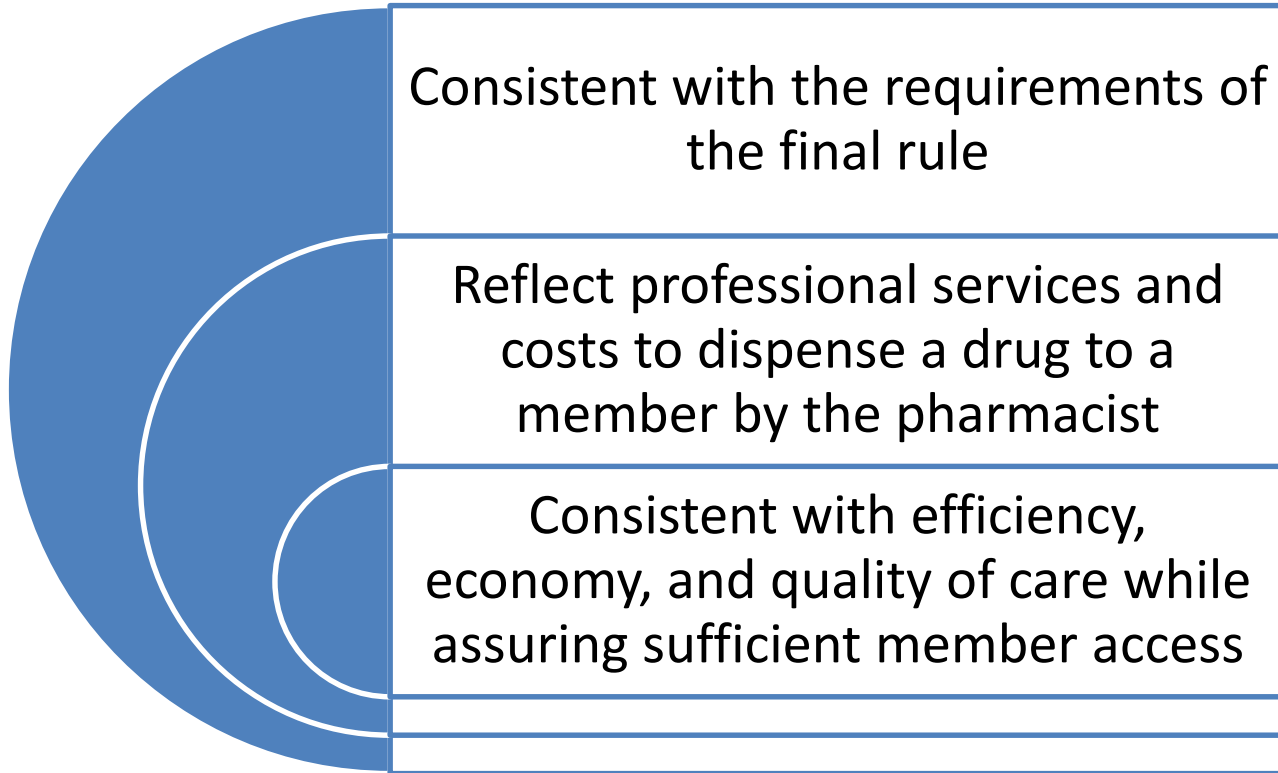 Consistent with the requirements of
the final rule
Reflect professional services and
costs to dispense a drug to a
member by the pharmacist
Consistent with efficiency,
economy, and quality of care while
assuring sufficient member access